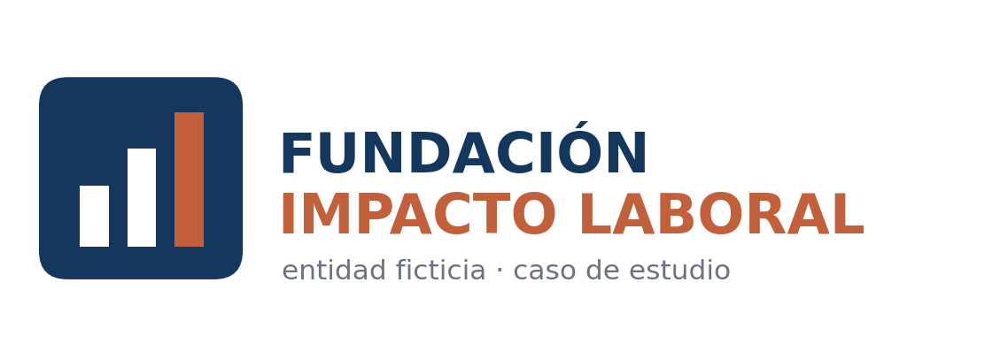 FUNDACIÓN
IMPACTO LABORAL
entidad ficticia · caso de estudio